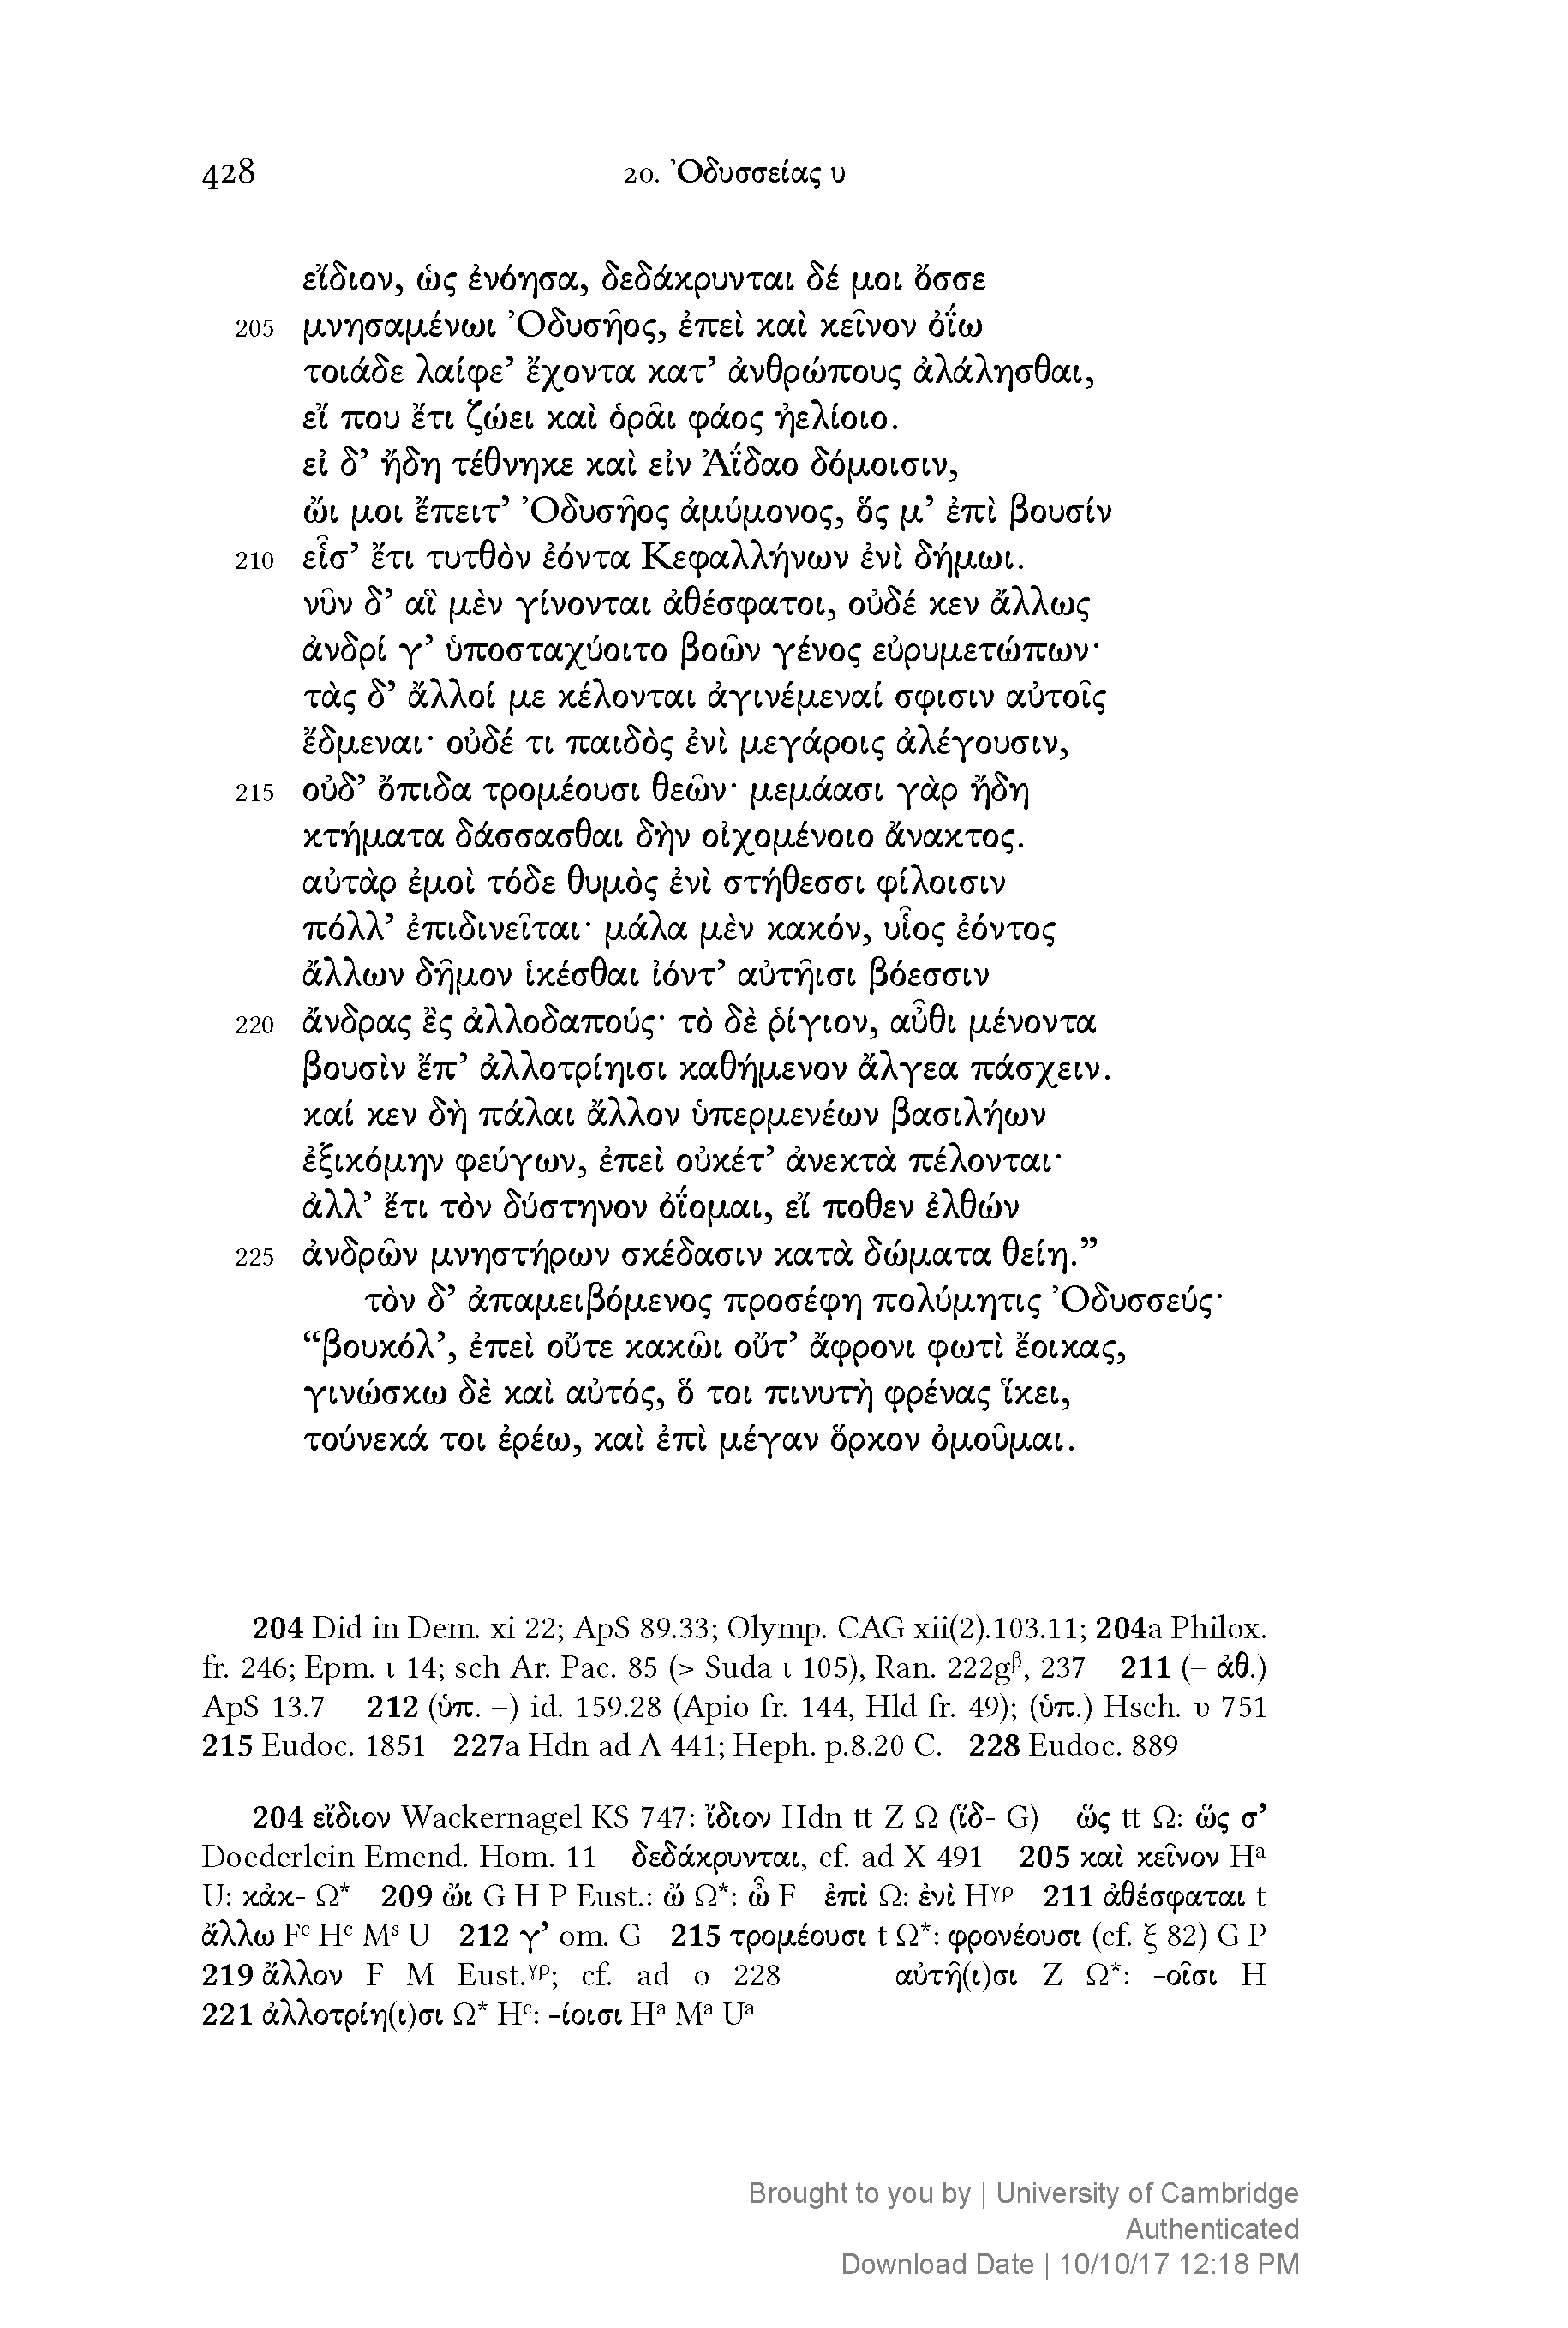 428 20. Ὀδυσσείας υ
εἴδιον, ὡς ἐνόησα, δεδάκρυνται δέ μοι ὄσσε
205 μνησαμένωι Ὀδυσῆος, ἐπεὶ καὶ κεῖνον ὀΐω
τοιάδε λαίφε’ ἔχοντα κατ’ ἀνθρώπους ἀλάλησθαι,
εἴ που ἔτι ζώει καὶ ὁρᾶι φάος ἠελίοιο.
εἰ δ’ ἤδη τέθνηκε καὶ εἰν Ἀΐδαο δόμοισιν,
ὤι μοι ἔπειτ’ Ὀδυσῆος ἀμύμονος, ὅς μ’ ἐπὶ βουσίν
210 εἷσ’ ἔτι τυτθὸν ἐόντα Κεφαλλήνων ἐνὶ δήμωι.
νῦν δ’ αἳ μὲν γίνονται ἀθέσφατοι, οὐδέ κεν ἄλλως
ἀνδρί γ’ ὑποσταχύοιτο βοῶν γένος εὐρυμετώπων·
τὰς δ’ ἄλλοί με κέλονται ἀγινέμεναί σφισιν αὐτοῖς
ἔδμεναι· οὐδέ τι παιδὸς ἐνὶ μεγάροις ἀλέγουσιν,
215 οὐδ’ ὄπιδα τρομέουσι θεῶν· μεμάασι γὰρ ἤδη
κτήματα δάσσασθαι δὴν οἰχομένοιο ἄνακτος.
αὐτὰρ ἐμοὶ τόδε θυμὸς ἐνὶ στήθεσσι φίλοισιν
πόλλ’ ἐπιδινεῖται· μάλα μὲν κακόν, υἷος ἐόντος
ἄλλων δῆμον ἱκέσθαι ἰόντ’ αὐτῆισι βόεσσιν
220 ἄνδρας ἒς ἀλλοδαπούς· τὸ δὲ ῥίγιον, αὖθι μένοντα
βουσὶν ἔπ’ ἀλλοτρίηισι καθήμενον ἄλγεα πάσχειν.
καί κεν δὴ πάλαι ἄλλον ὑπερμενέων βασιλήων
ἐξικόμην φεύγων, ἐπεὶ οὐκέτ’ ἀνεκτὰ πέλονται·
ἀλλ’ ἔτι τὸν δύστηνον ὀΐομαι, εἴ ποθεν ἐλθών
225 ἀνδρῶν μνηστήρων σκέδασιν κατὰ δώματα θείη.”
τὸν δ’ ἀπαμειβόμενος προσέφη πολύμητις Ὀδυσσεύς·
“βουκόλ’, ἐπεὶ οὔτε κακῶι οὔτ’ ἄφρονι φωτὶ ἔοικας,
γινώσκω δὲ καὶ αὐτός, ὅ τοι πινυτὴ φρένας ἵκει,
τούνεκά τοι ἐρέω, καὶ ἐπὶ μέγαν ὅρκον ὀμοῦμαι.
204 Did in Dem. xi 22; ApS 89.33; Olymp. CAG xii(2).103.11; 204a Philox.
fr. 246; Epm. ι 14; sch Ar. Pac. 85 (> Suda ι 105), Ran. 222gᵝ, 237 211 (– ἀθ.)
ApS 13.7 212 (ὑπ. –) id. 159.28 (Apio fr. 144, Hld fr. 49); (ὑπ.) Hsch. υ 751
215 Eudoc. 1851 227a Hdn ad Λ 441; Heph. p.8.20 C. 228 Eudoc. 889
204 εἴδιον Wackernagel KS 747: ἴδιον Hdn tt Z Ω (ἵδ- G) ὥς tt Ω: ὥς σ’
Doederlein Emend. Hom. 11 δεδάκρυνται, cf. ad X 491 205 καὶ κεῖνον Hᵃ
U: κἀκ- Ω* 209 ὤι G H P Eust.: ὤ Ω*: ὦ F ἐπὶ Ω: ἐνὶ Hᵞᵖ 211 ἀθέσφαται t
ἄλλω Fᶜ Hᶜ Mˢ U 212 γ’ om. G 215 τρομέουσι t Ω*: φρονέουσι (cf. ξ 82) G P
219 ἄλλον F M Eust.ᵞᵖ; cf. ad ο 228 αὐτῆ(ι)σι Z Ω*: -οῖσι H
221 ἀλλοτρίη(ι)σι Ω* Hᶜ: -ίοισι Hᵃ Mᵃ Uᵃ
Brought to you by | University of Cambridge
Authenticated
Download Date | 10/10/17 12:18 PM